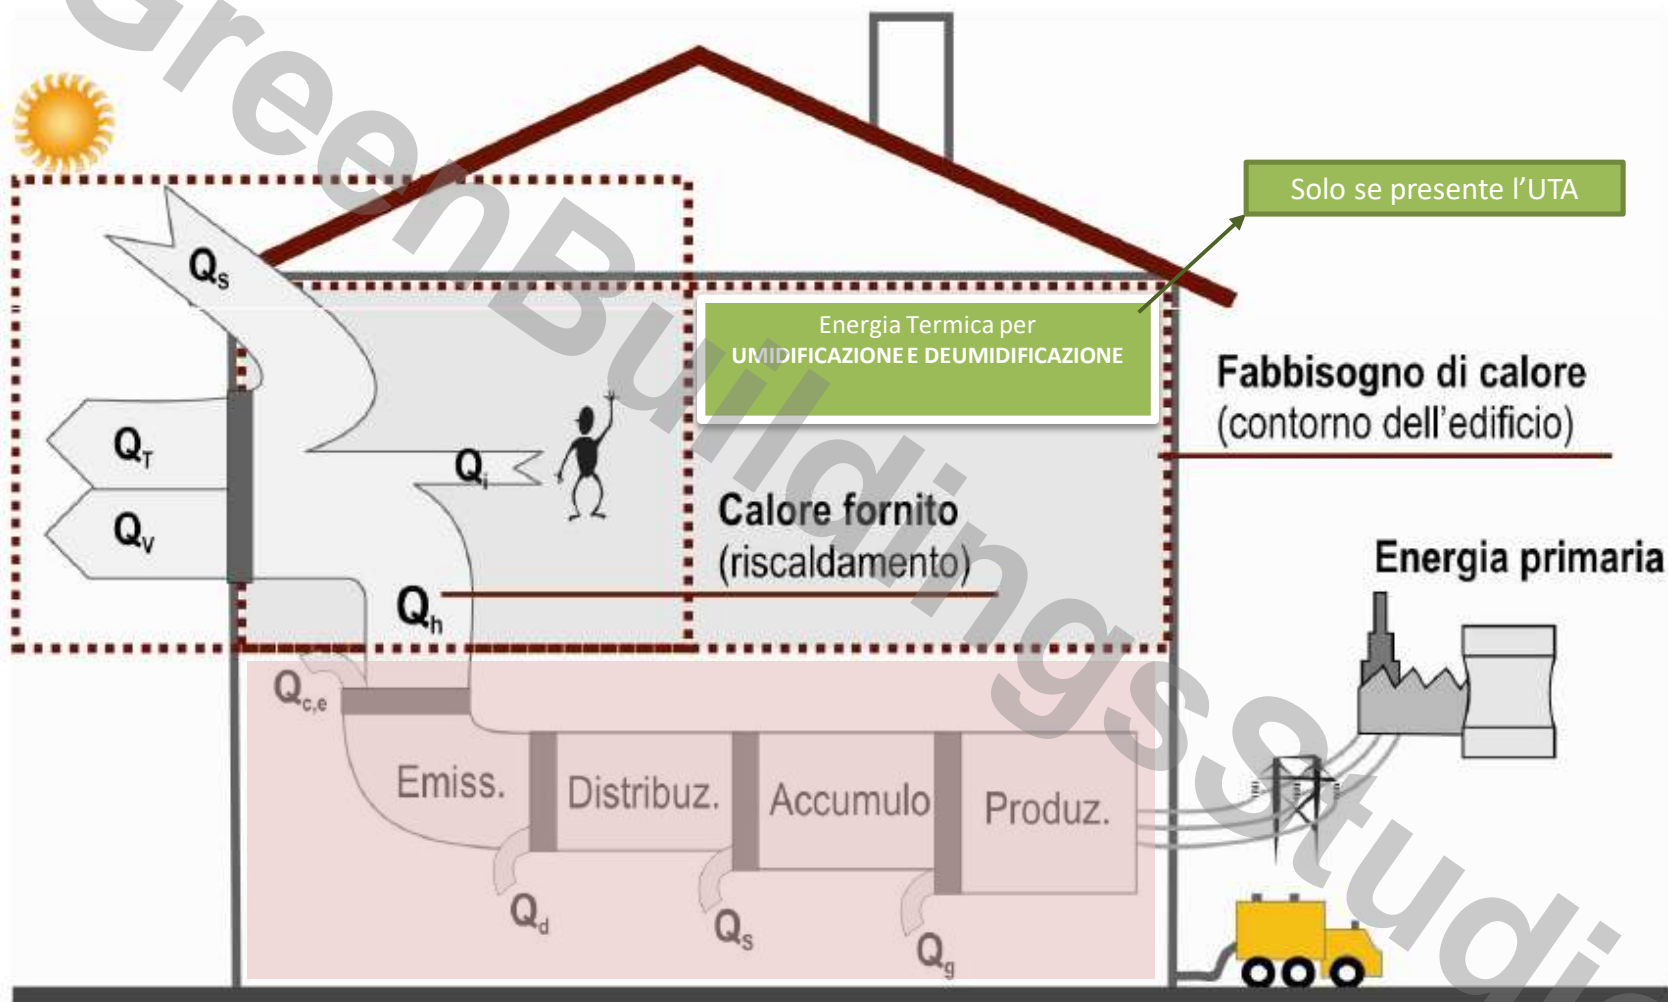 GreenBuildingsStudio
Solo se presente l'UTA
Qs
Energia Termica per
UMIDIFICAZIONE E DEUMIDIFICAZIONE
Fabbisogno di calore
(contorno dell'edificio)
QT
Qi
QV
Calore fornito
(riscaldamento)
Energia primaria
Qh
Qc,e
Emiss.
Distribuz.
Accumulo
Produz.
Qd
Qs
Qg